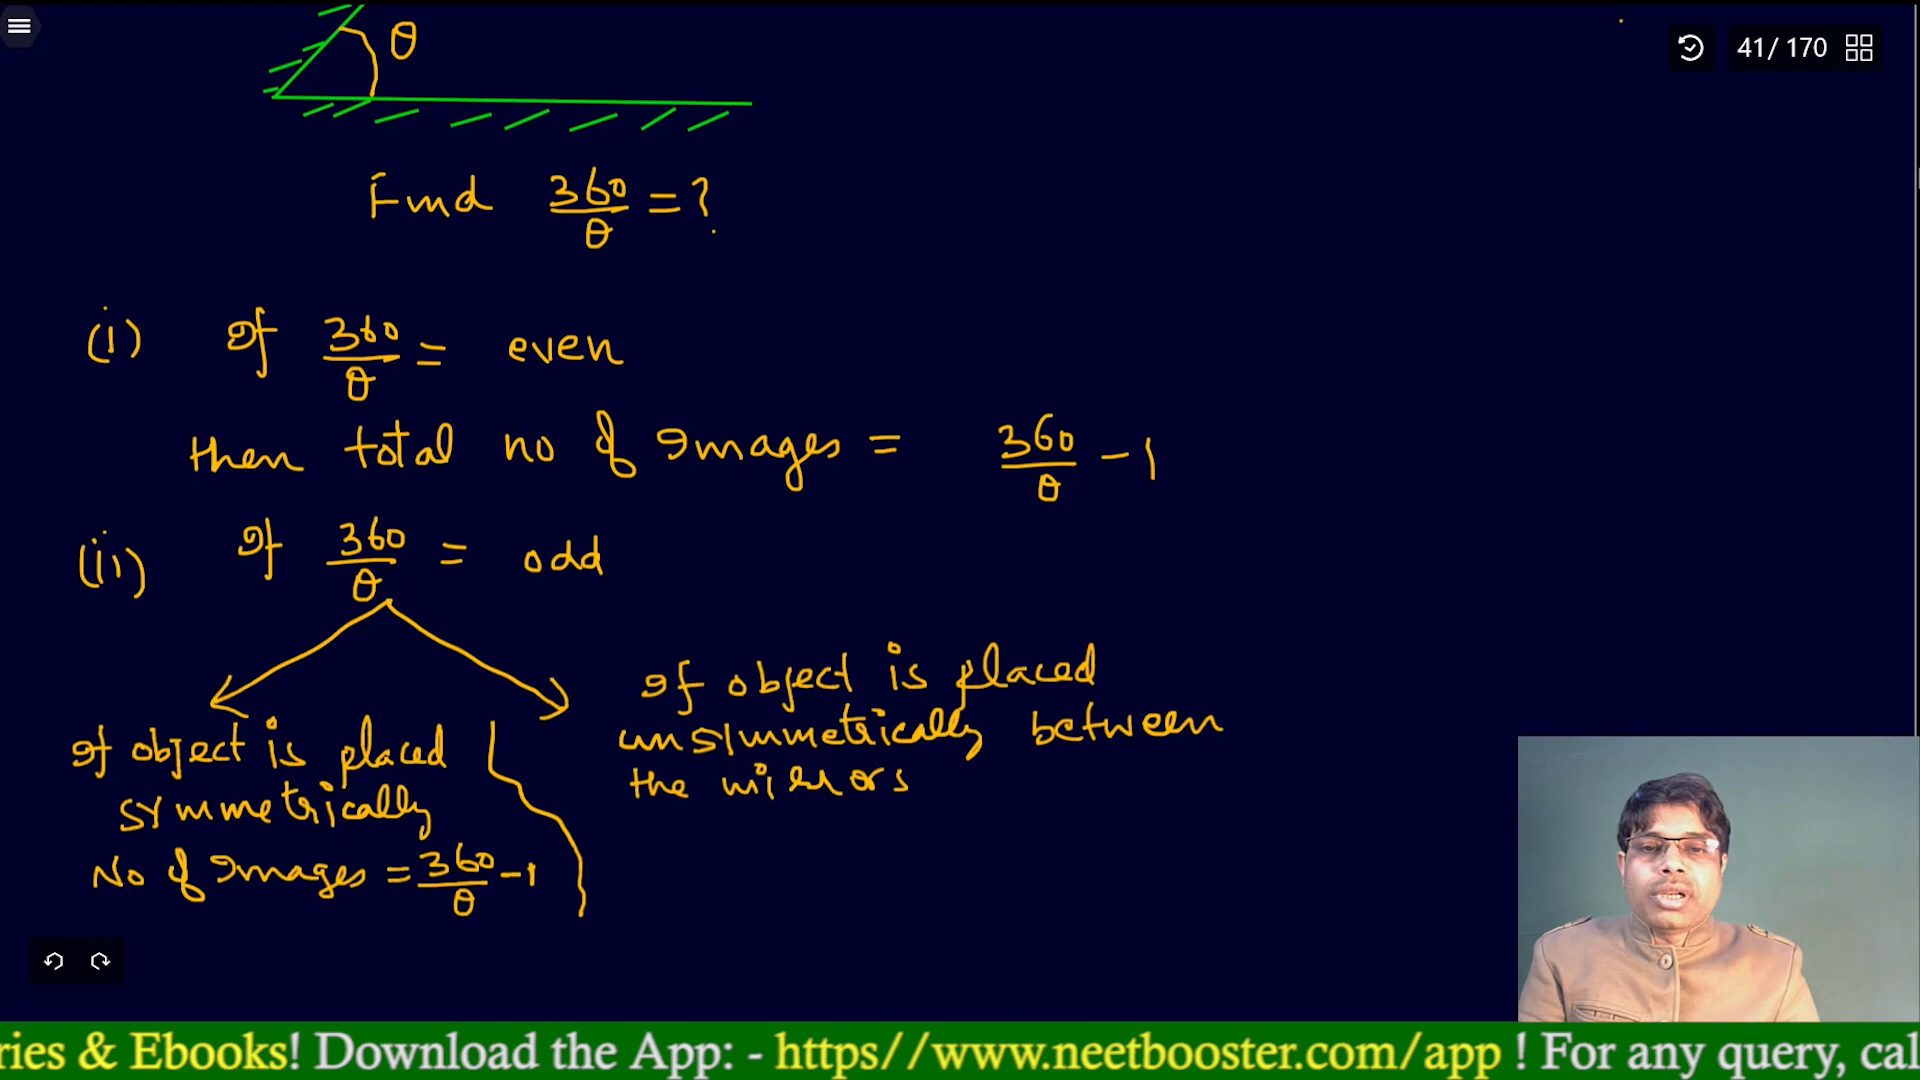 θ
41/ 170
Find 360/θ = ?
(i) If 360/θ = even
then total no of Images = 360/θ - 1
(ii) If 360/θ = odd
If object is placed
unsymmetrically between
the mirrors
If object is placed
symmetrically
No of Images = 360/θ - 1
ries & Ebooks! Download the App: - https//www.neetbooster.com/app ! For any query, cal